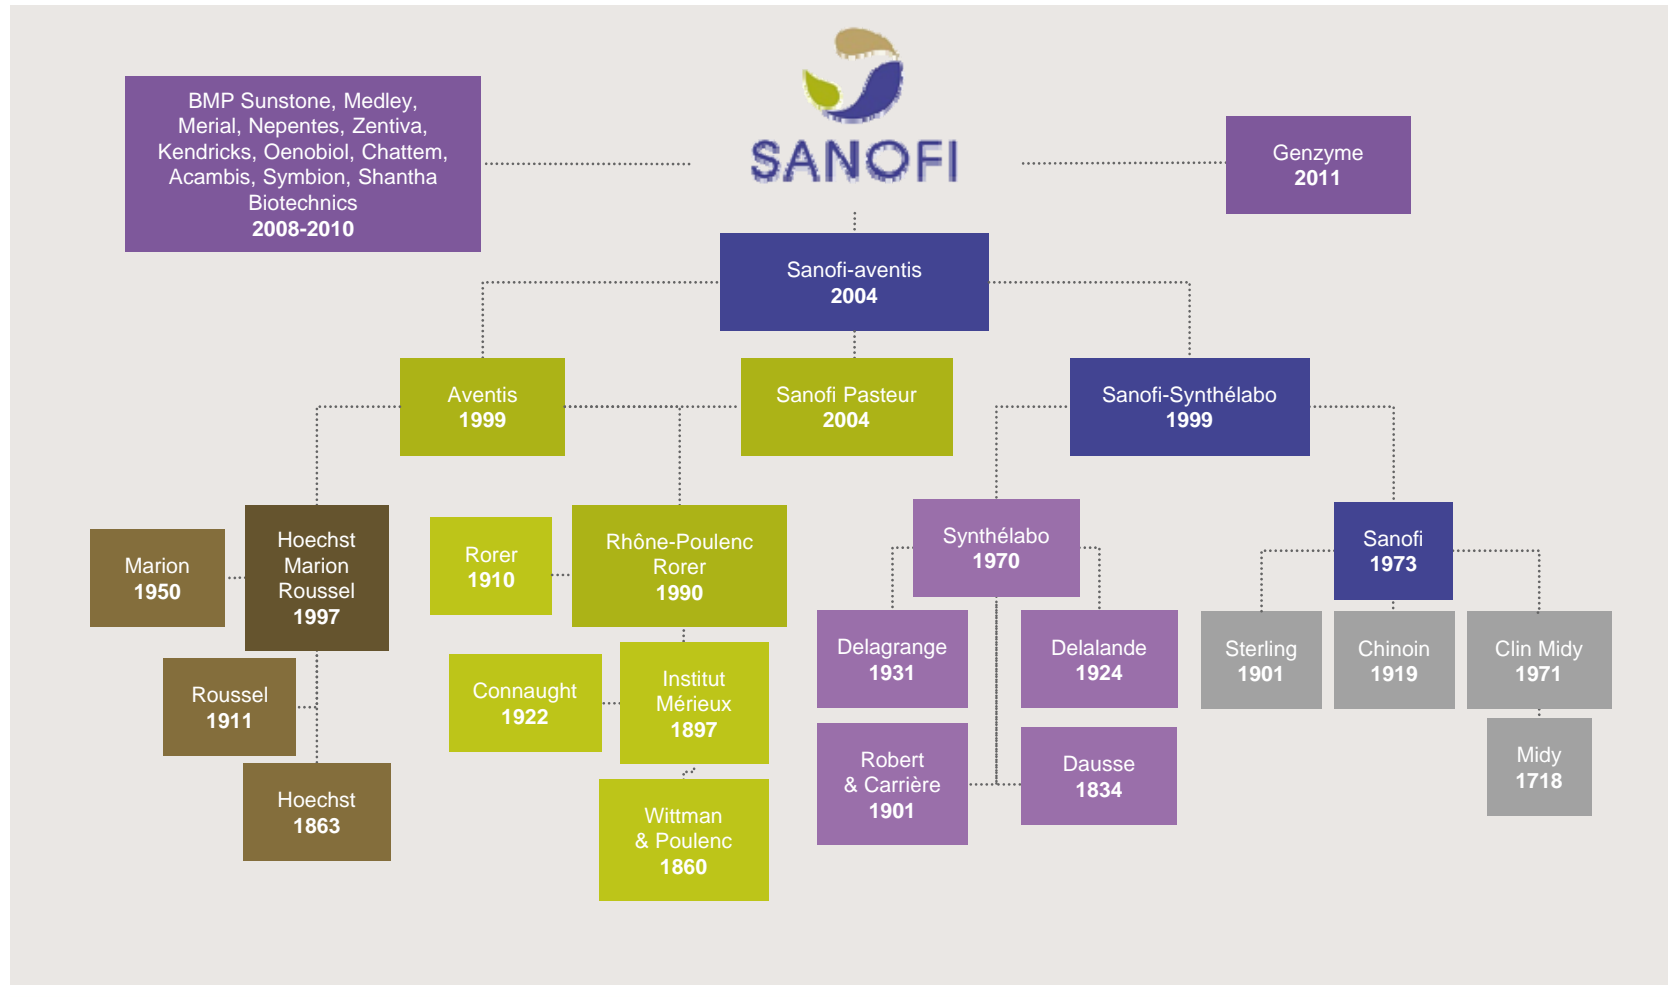 SANOFI
BMP Sunstone, Medley,
Merial, Nepentes, Zentiva,
Kendricks, Oenobiol, Chattem,
Acambis, Symbion, Shantha
Biotechnics
2008-2010
Genzyme
2011
Sanofi-aventis
2004
Aventis
1999
Sanofi Pasteur
2004
Sanofi-Synthélabo
1999
Marion
1950
Hoechst
Marion
Roussel
1997
Rorer
1910
Rhône-Poulenc
Rorer
1990
Synthélabo
1970
Sanofi
1973
Roussel
1911
Connaught
1922
Institut
Mérieux
1897
Delagrange
1931
Delalande
1924
Sterling
1901
Chinoin
1919
Clin Midy
1971
Hoechst
1863
Wittman
& Poulenc
1860
Robert
& Carrière
1901
Dausse
1834
Midy
1718